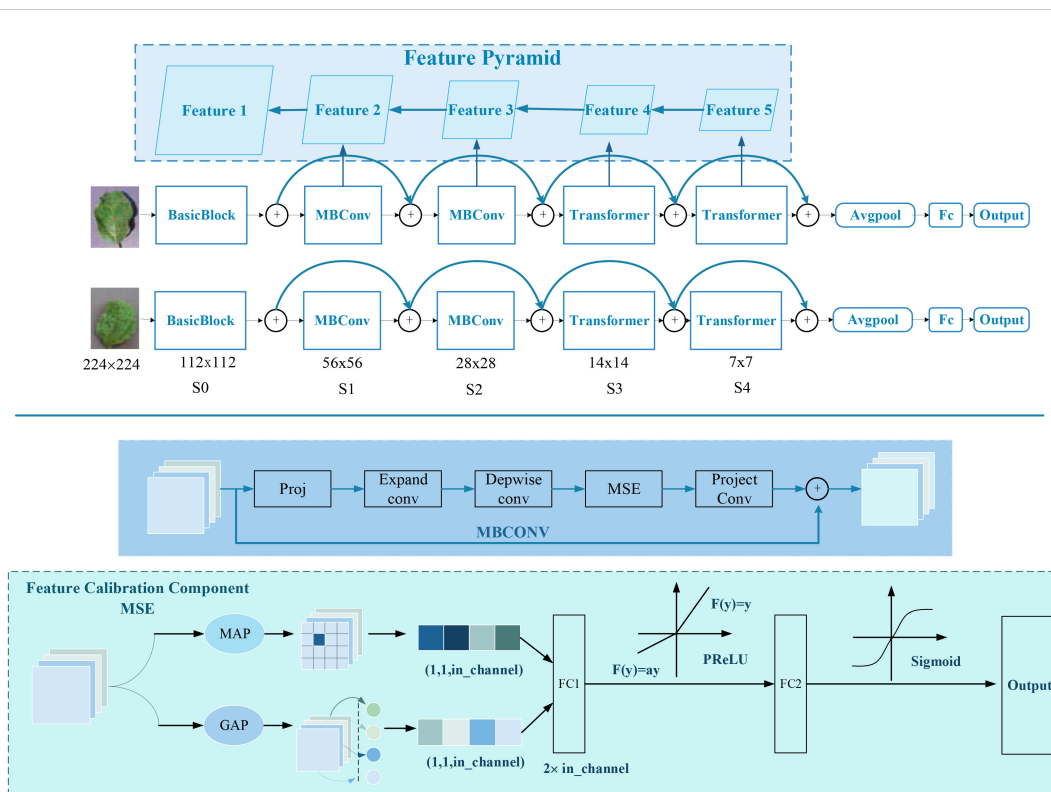 Feature Pyramid
Feature 1
Feature 2
Feature 3
Feature 4
Feature 5
BasicBlock
+
MBConv
+
MBConv
+
Transformer
+
Transformer
+
Avgpool
Fc
Output
BasicBlock
+
MBConv
+
MBConv
+
Transformer
+
Transformer
+
Avgpool
Fc
Output
224×224
112x112
56x56
28x28
14x14
7x7
S0
S1
S2
S3
S4
Proj
Expand
conv
Depwise
conv
MSE
Project
Conv
+
MBCONV
Feature Calibration Component
MSE
MAP
(1,1,in_channel)
GAP
(1,1,in_channel)
FC1
2× in_channel
F(y)=y
F(y)=ay
PReLU
FC2
Sigmoid
Output